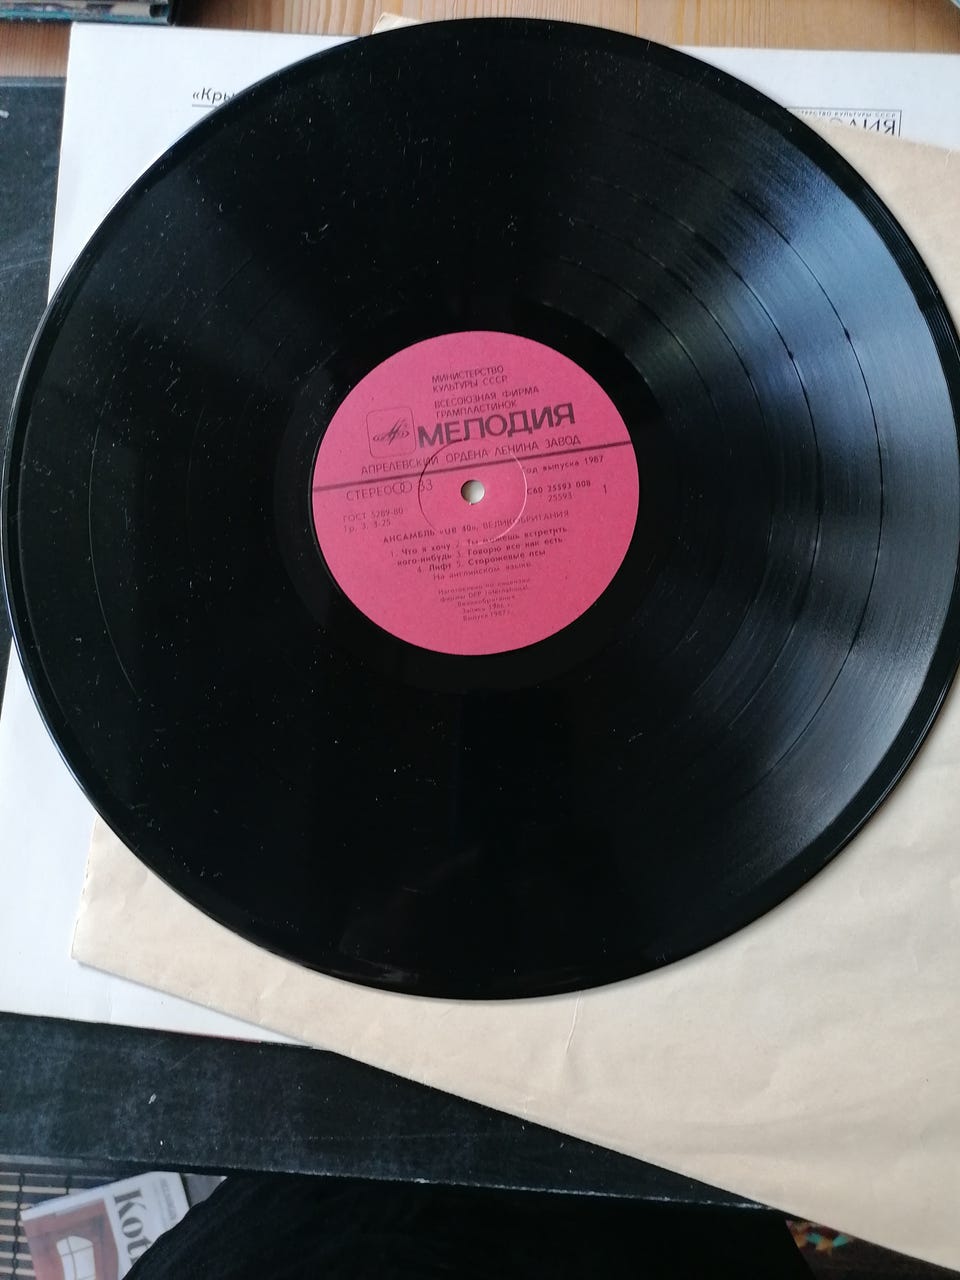 «Кры
МИНИСТЕРСТВО
КУЛЬТУРЫ СССР
ВСЕСОЮЗНАЯ ФИРМА
ГРАМПЛАСТИНОК
МЕЛОДИЯ
АПРЕЛЕВСКИЙ ОРДЕНА ЛЕНИНА ЗАВОД
СТЕРЕО 33
год выпуска 1987
ГОСТ 5289-80
Гр. 3. 3-25
С60 25593 008
25593
1
АНСАМБЛЬ «UB 40», ВЕЛИКОБРИТАНИЯ
1. Что я хочу 2. Ты можешь встретить
кого-нибудь 3. Говорю все как есть
4. Лифт 5. Сторожевые псы
На английском языке
Изготовлено по лицензии
фирмы DEP International
Великобритания
Запись 1986 г.
Выпуск 1987 г.
КУЛЬТУРЫ СССР
Koti